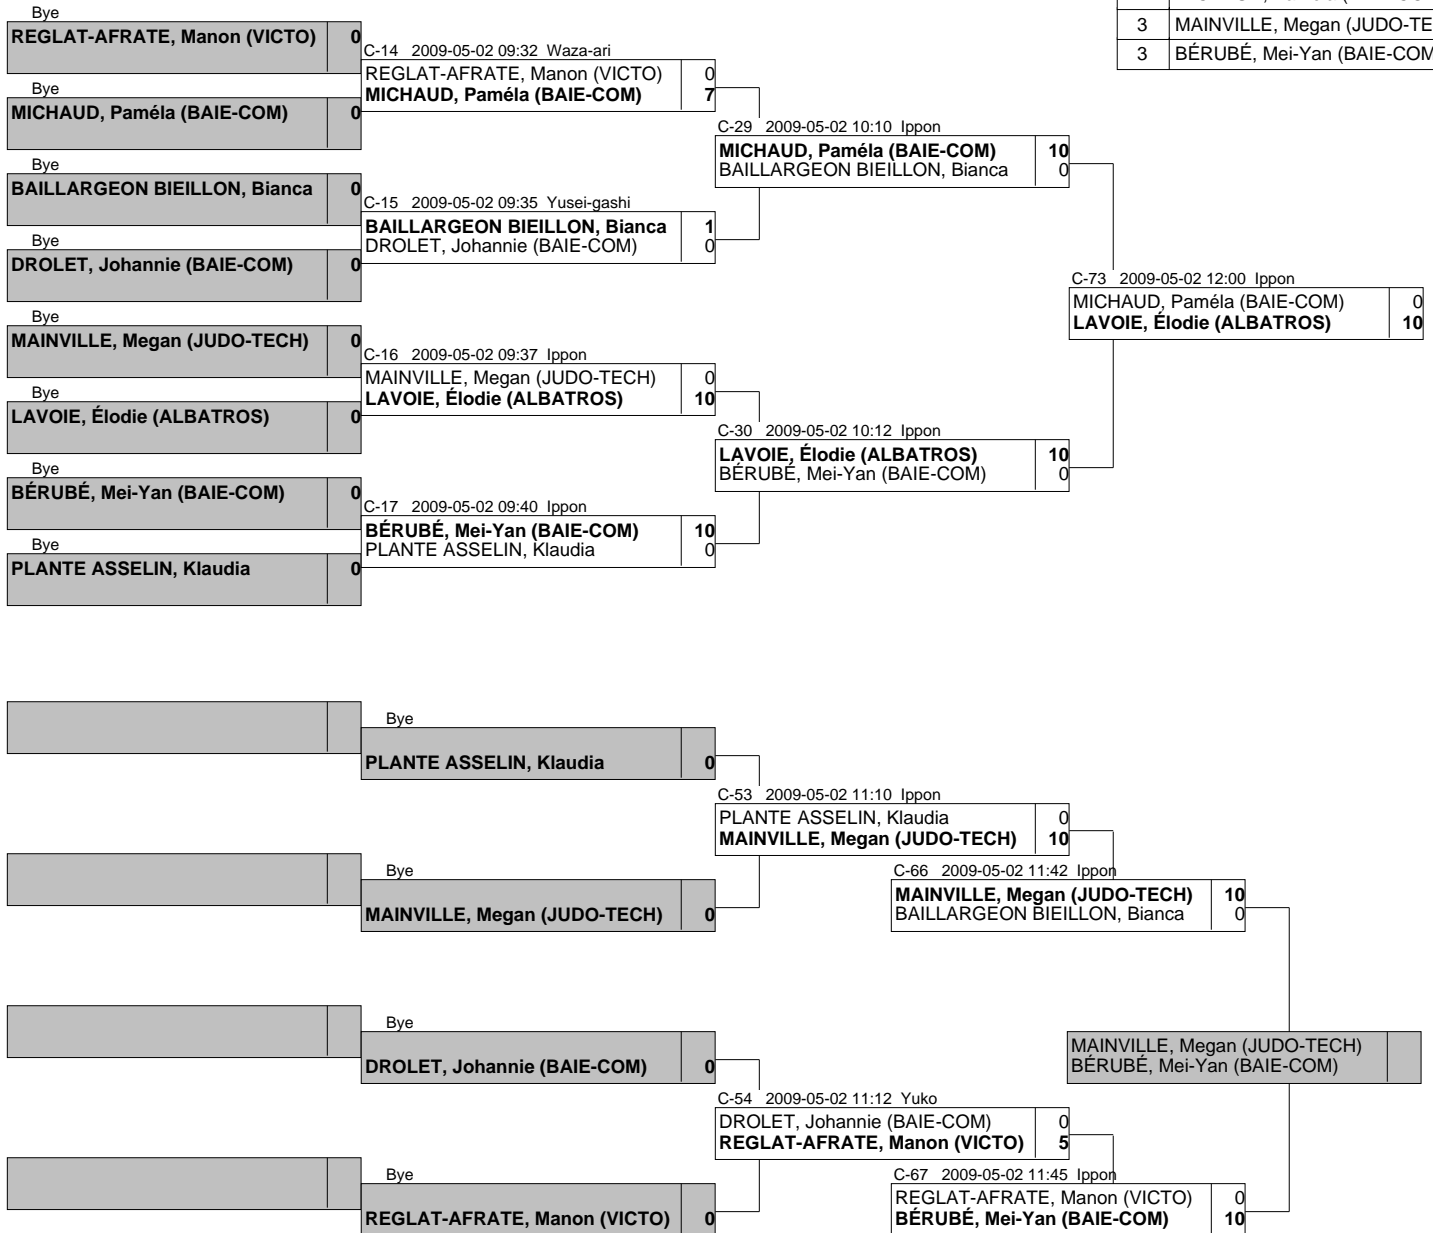 3 MAINVILLE, Megan (JUDO-TE
3 BÉRUBÉ, Mei-Yan (BAIE-COM
Bye
REGLAT-AFRATE, Manon (VICTO) 0
Bye
MICHAUD, Paméla (BAIE-COM) 0
Bye
BAILLARGEON BIEILLON, Bianca 0
Bye
DROLET, Johannie (BAIE-COM) 0
Bye
MAINVILLE, Megan (JUDO-TECH) 0
Bye
LAVOIE, Élodie (ALBATROS) 0
Bye
BÉRUBÉ, Mei-Yan (BAIE-COM) 0
Bye
PLANTE ASSELIN, Klaudia 0
C-14 2009-05-02 09:32 Waza-ari
REGLAT-AFRATE, Manon (VICTO) 0
MICHAUD, Paméla (BAIE-COM) 7
C-15 2009-05-02 09:35 Yusei-gashi
BAILLARGEON BIEILLON, Bianca 1
DROLET, Johannie (BAIE-COM) 0
C-16 2009-05-02 09:37 Ippon
MAINVILLE, Megan (JUDO-TECH) 0
LAVOIE, Élodie (ALBATROS) 10
C-17 2009-05-02 09:40 Ippon
BÉRUBÉ, Mei-Yan (BAIE-COM) 10
PLANTE ASSELIN, Klaudia 0
C-29 2009-05-02 10:10 Ippon
MICHAUD, Paméla (BAIE-COM) 10
BAILLARGEON BIEILLON, Bianca 0
C-30 2009-05-02 10:12 Ippon
LAVOIE, Élodie (ALBATROS) 10
BÉRUBÉ, Mei-Yan (BAIE-COM) 0
C-73 2009-05-02 12:00 Ippon
MICHAUD, Paméla (BAIE-COM) 0
LAVOIE, Élodie (ALBATROS) 10
Bye
PLANTE ASSELIN, Klaudia 0
Bye
MAINVILLE, Megan (JUDO-TECH) 0
Bye
DROLET, Johannie (BAIE-COM) 0
Bye
REGLAT-AFRATE, Manon (VICTO) 0
C-53 2009-05-02 11:10 Ippon
PLANTE ASSELIN, Klaudia 0
MAINVILLE, Megan (JUDO-TECH) 10
C-54 2009-05-02 11:12 Yuko
DROLET, Johannie (BAIE-COM) 0
REGLAT-AFRATE, Manon (VICTO) 5
C-66 2009-05-02 11:42 Ippon
MAINVILLE, Megan (JUDO-TECH) 10
BAILLARGEON BIEILLON, Bianca 0
C-67 2009-05-02 11:45 Ippon
REGLAT-AFRATE, Manon (VICTO) 0
BÉRUBÉ, Mei-Yan (BAIE-COM) 10
MAINVILLE, Megan (JUDO-TECH)
BÉRUBÉ, Mei-Yan (BAIE-COM)